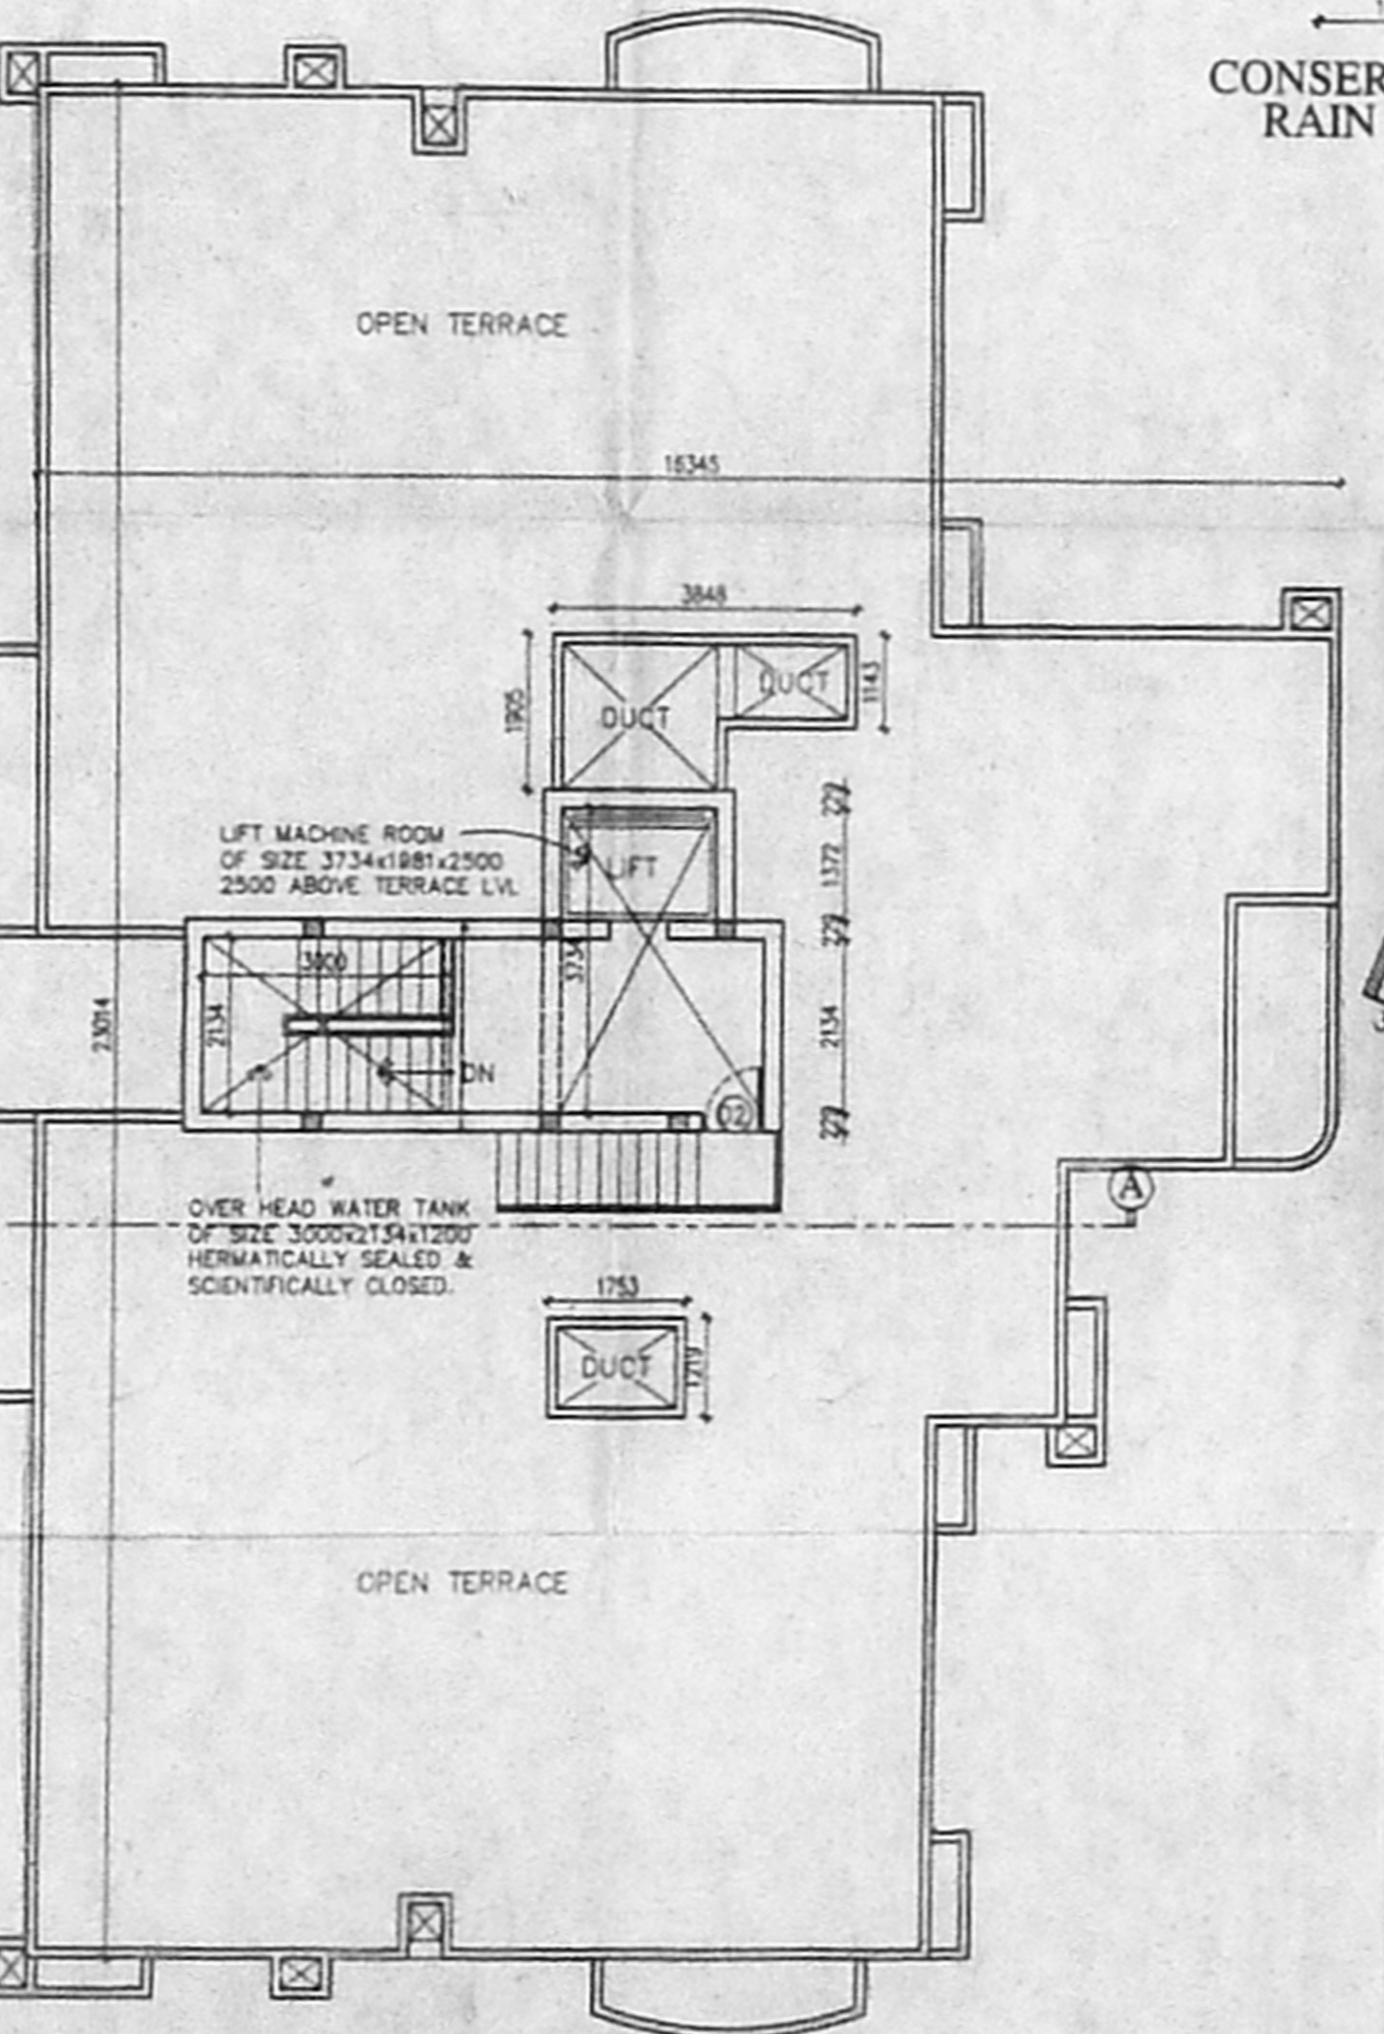 CONSER
RAIN
OPEN TERRACE
16345
3848
1905
DUCT
DUCT
1143
LIFT MACHINE ROOM
OF SIZE 3734x1981x2500
2500 ABOVE TERRACE LVL
LIFT
229
1372
229
3000
3734
2134
2134
23014
DN
D2
229
OVER HEAD WATER TANK
OF SIZE 3000x2134x1200
HERMATICALLY SEALED &
SCIENTIFICALLY CLOSED.
A
1753
DUCT
1219
OPEN TERRACE